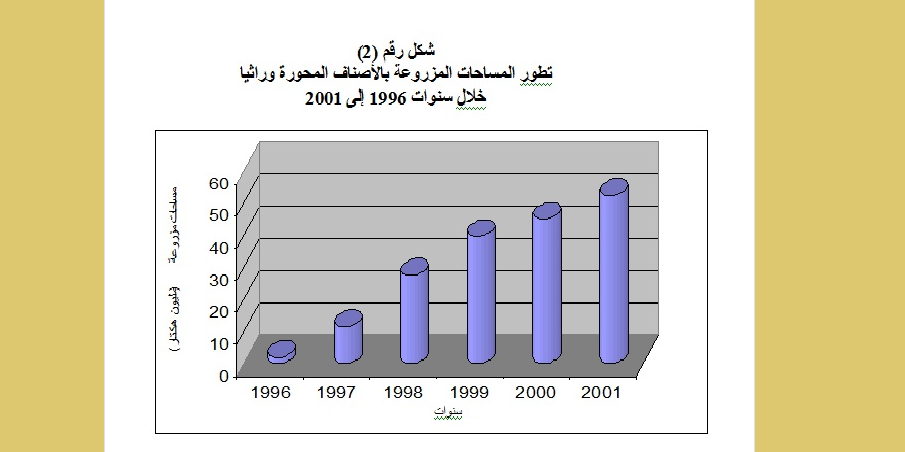 شكل رقم (2)
تطور المساحات المزروعة بالأصناف المحورة وراثيا
خلال سنوات 1996 إلى 2001
مساحات مزروعة (مليون هكتار)
60
50
40
30
20
10
0
1996 1997 1998 1999 2000 2001
سنوات